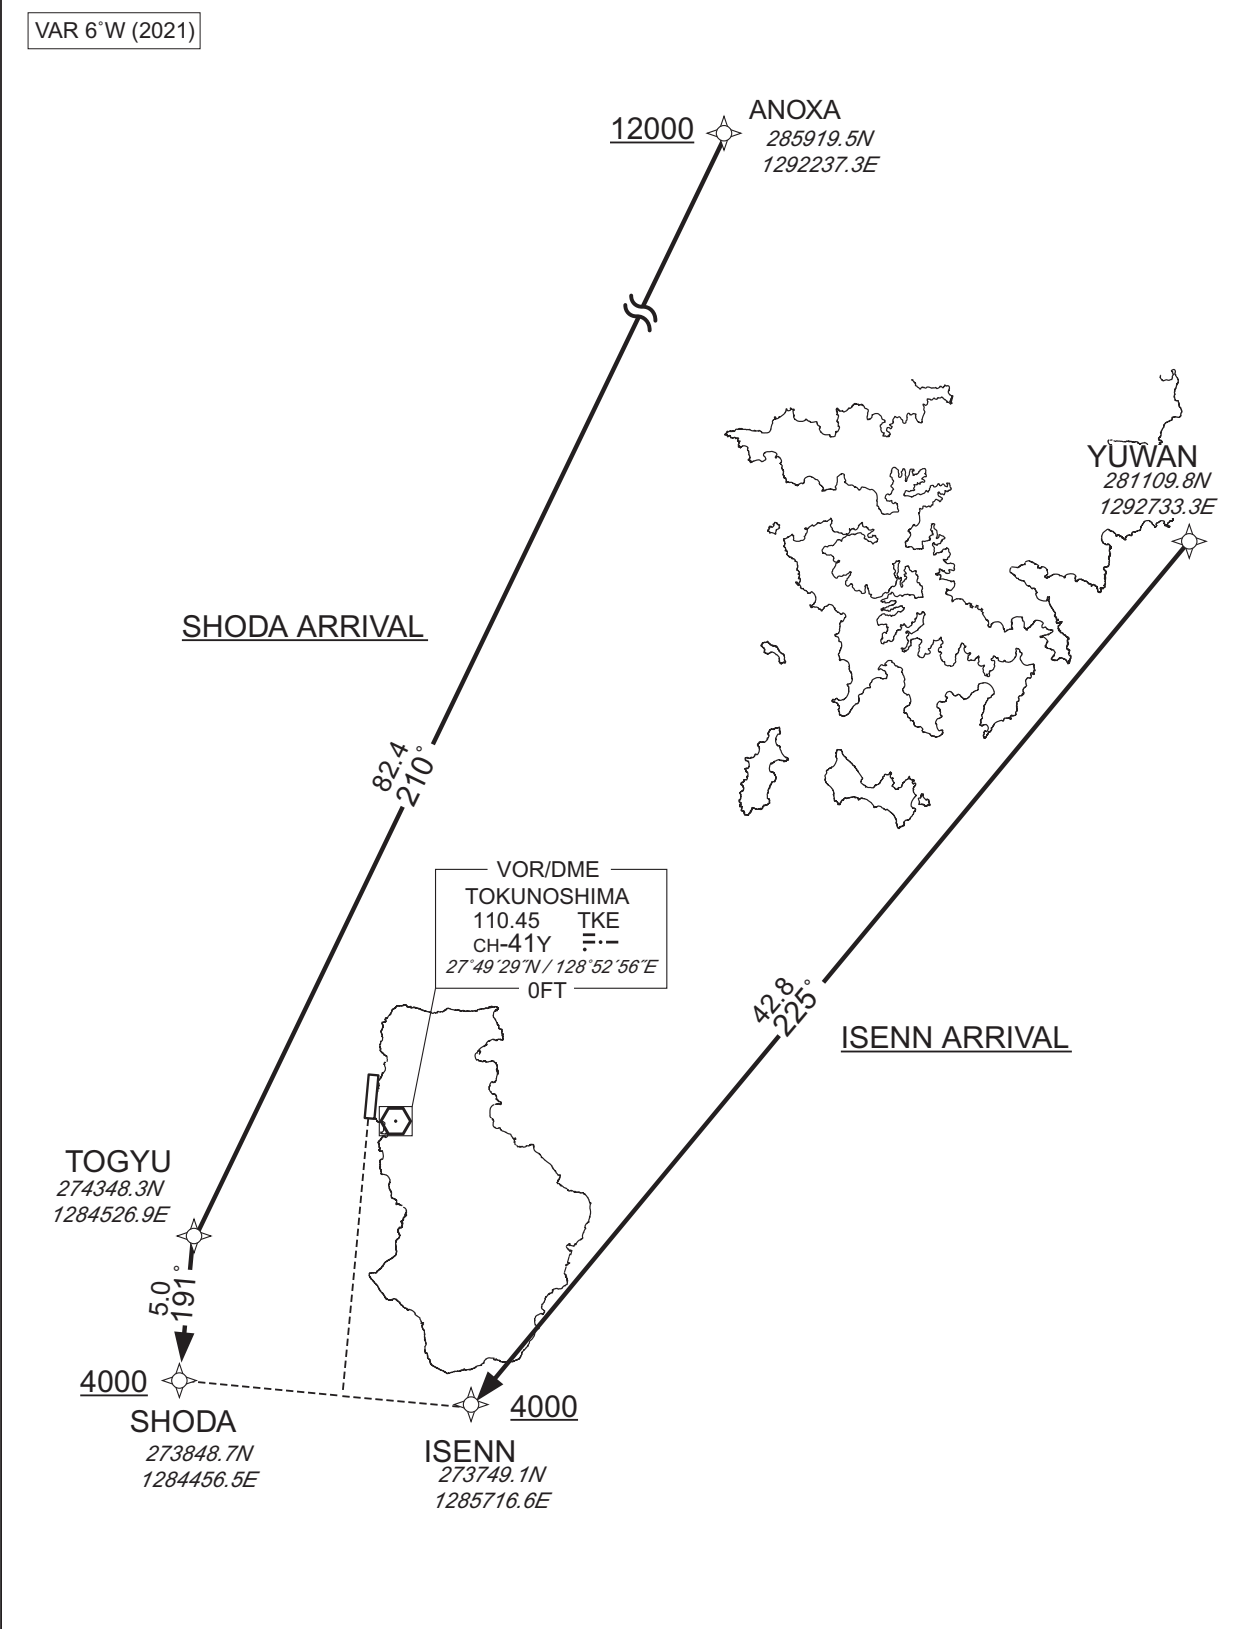 VAR 6°W (2021)
ANOXA
12000
285919.5N
1292237.3E
YUWAN
281109.8N
1292733.3E
SHODA ARRIVAL
82.4
210°
VOR/DME
TOKUNOSHIMA
110.45 TKE
CH-41Y
27°49´29˝N / 128°52´56˝E
0FT
42.8
225°
ISENN ARRIVAL
TOGYU
274348.3N
1284526.9E
5.0
191°
4000
SHODA
273848.7N
1284456.5E
4000
ISENN
273749.1N
1285716.6E